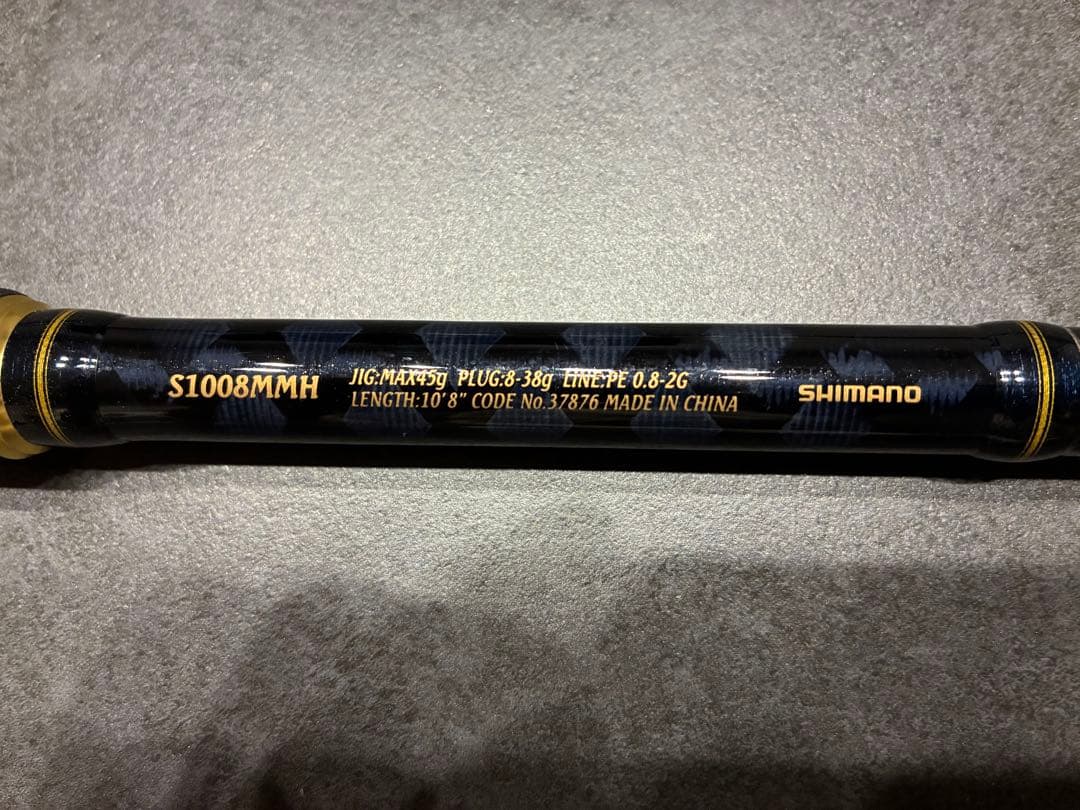 S1008MMH
JIG:MAX45g PLUG:8-38g LINE:PE 0.8-2G
LENGTH:10'8" CODE No.37876 MADE IN CHINA
SHIMANO